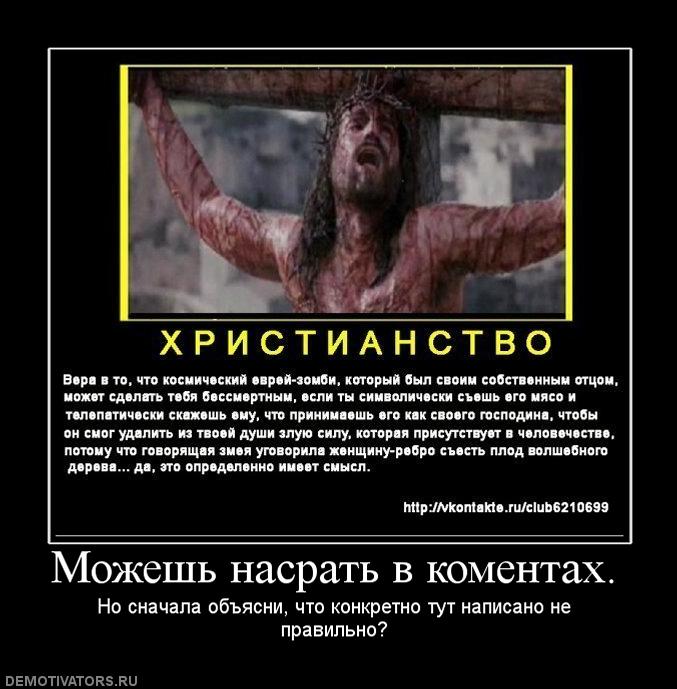 ХРИСТИАНСТВО
Вера в то, что космический еврей-зомби, который был своим собственным отцом,
может сделать тебя бессмертным, если ты символически съешь его мясо и
телепатически скажешь ему, что принимаешь его как своего господина, чтобы
он смог удалить из твоей души злую силу, которая присутствует в человечестве,
потому что говорящая змея уговорила женщину-ребро съесть плод волшебного
дерева... да, это определенно имеет смысл.
http://vkontakte.ru/club6210699
Можешь насрать в коментах.
Но сначала объясни, что конкретно тут написано не
правильно?
DEMOTIVATORS.RU